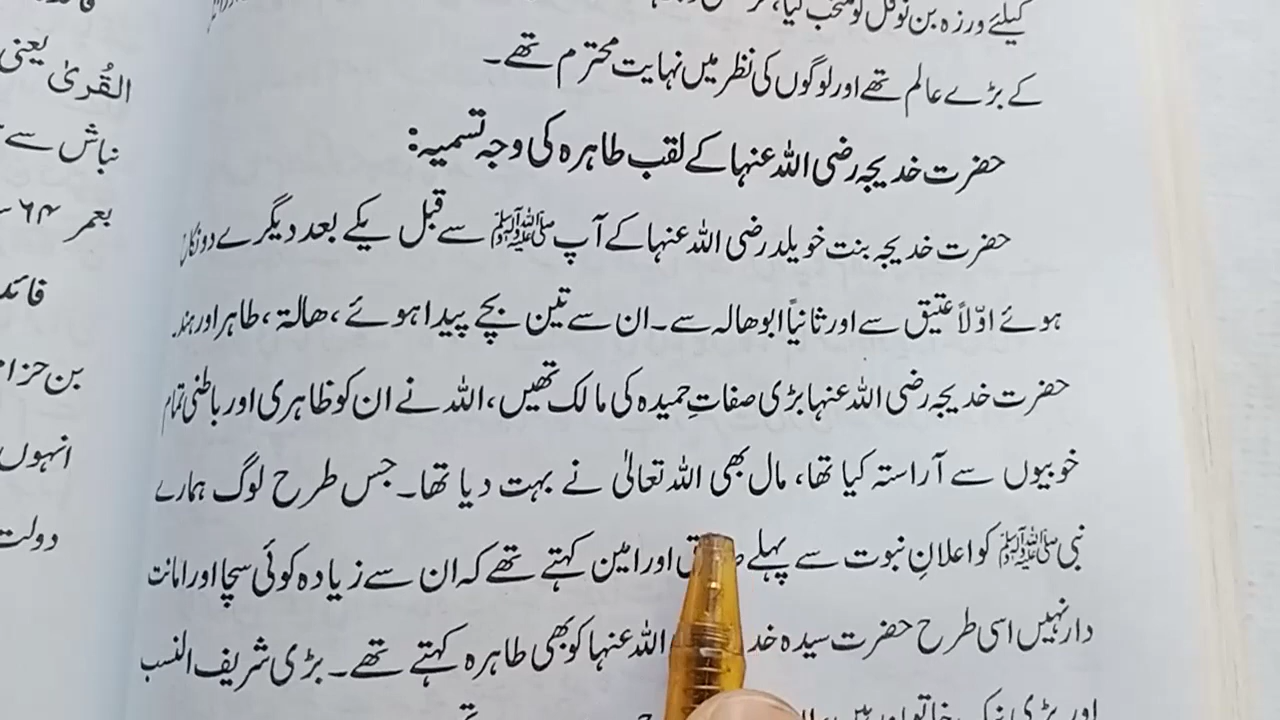 کیلئے ورزہ بن نوفل کو منتخب کیا،
کے بڑے عالم تھے اور لوگوں کی نظر میں نہایت محترم تھے۔
حضرت خدیجہ رضی اللہ عنہا کے لقب طاہرہ کی وجہ تسمیہ:
حضرت خدیجہ بنت خویلد رضی اللہ عنہا کے آپ ﷺ سے قبل یکے بعد دیگرے دو نکاح
ہوئے اوّلاً عتیق سے اور ثانیاً ابوھالہ سے۔ ان سے تین بچے پیدا ہوئے، ھالۃ، طاہر اور ہند
حضرت خدیجہ رضی اللہ عنہا بڑی صفاتِ حمیدہ کی مالک تھیں، اللہ نے ان کو ظاہری اور باطنی تمام
خوبیوں سے آراستہ کیا تھا، مال بھی اللہ تعالیٰ نے بہت دیا تھا۔ جس طرح لوگ ہمارے
نبی ﷺ کو اعلانِ نبوت سے پہلے اور امین کہتے تھے کہ ان سے زیادہ کوئی سچا اور امانت
دار نہیں اسی طرح حضرت سیدہ اللہ عنہا کو بھی طاہرہ کہتے تھے۔ بڑی شریف النسب
القُریٰ یعنی
نباش سے
بعمر ۶۴
فائد
بن حزام
انہوں
دولت